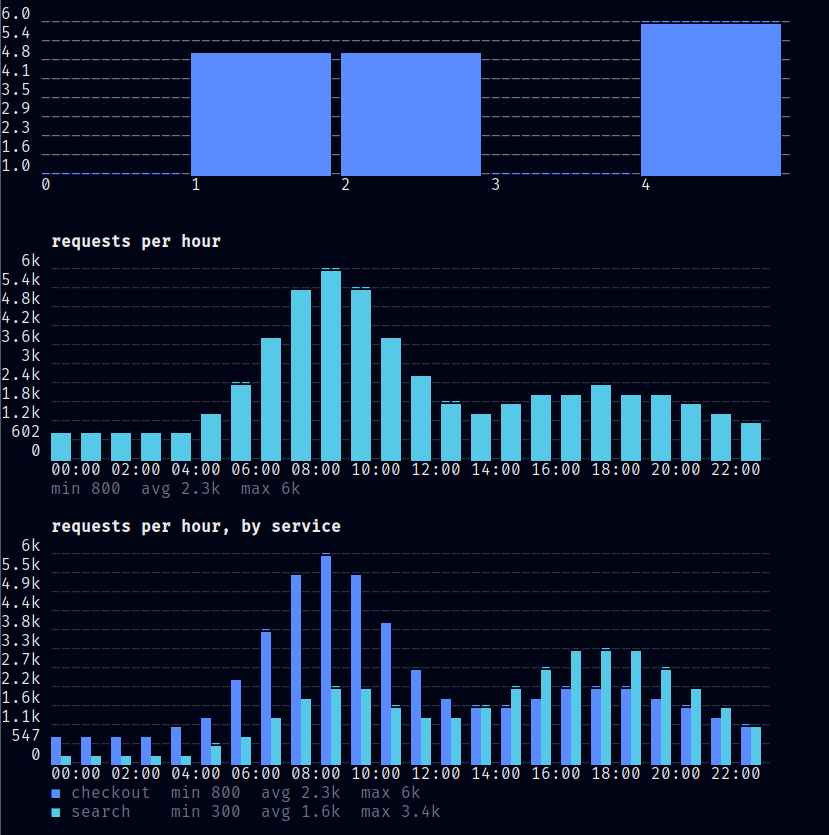 6.0
5.4
4.8
4.1
3.5
2.9
2.3
1.6
1.0
0 1 2 3 4
requests per hour
6k
5.4k
4.8k
4.2k
3.6k
3k
2.4k
1.8k
1.2k
602
0
00:00 02:00 04:00 06:00 08:00 10:00 12:00 14:00 16:00 18:00 20:00 22:00
min 800 avg 2.3k max 6k
requests per hour, by service
6k
5.5k
4.9k
4.4k
3.8k
3.3k
2.7k
2.2k
1.6k
1.1k
547
0
00:00 02:00 04:00 06:00 08:00 10:00 12:00 14:00 16:00 18:00 20:00 22:00
checkout min 800 avg 2.3k max 6k
search min 300 avg 1.6k max 3.4k